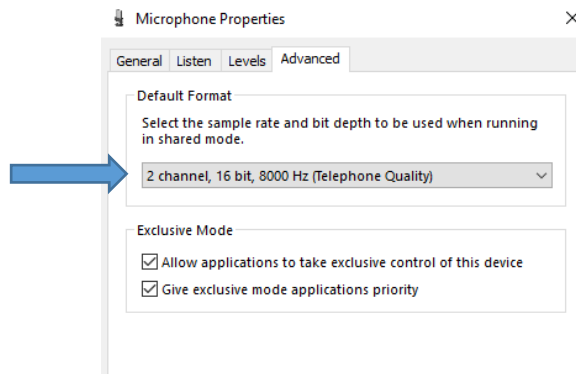 Microphone Properties
General Listen Levels Advanced
Default Format
Select the sample rate and bit depth to be used when running
in shared mode.
2 channel, 16 bit, 8000 Hz (Telephone Quality)
Exclusive Mode
Allow applications to take exclusive control of this device
Give exclusive mode applications priority